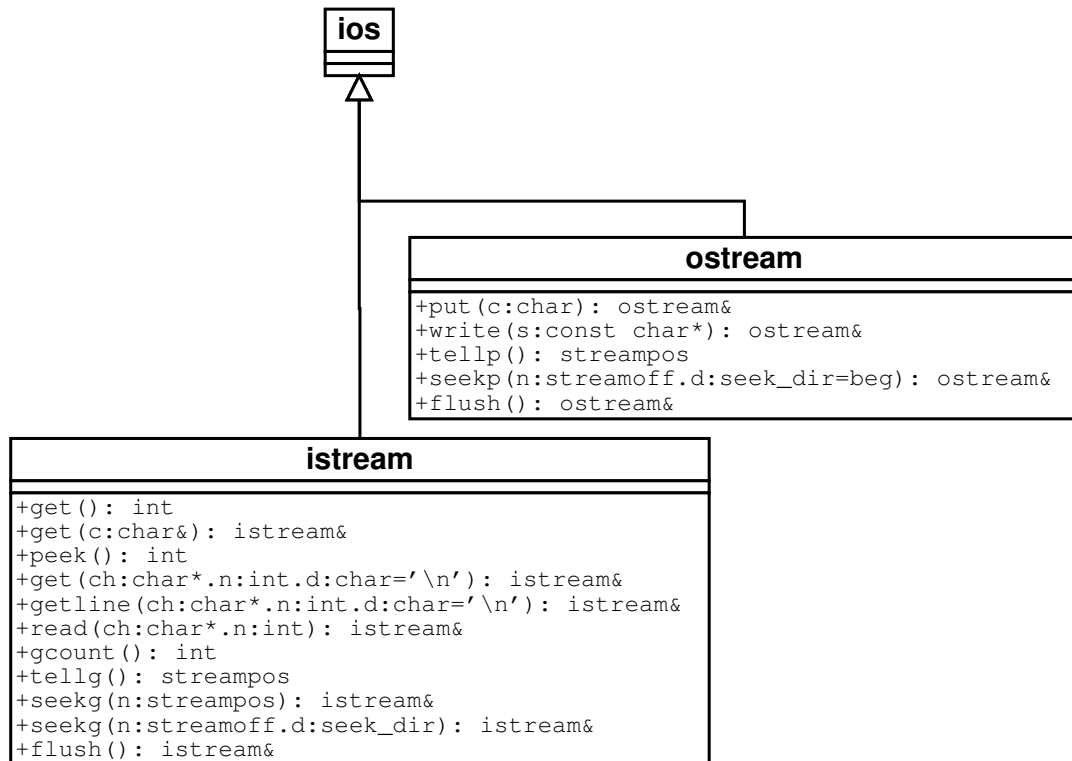 ios
ostream
+put(c:char): ostream&
+write(s:const char*): ostream&
+tellp(): streampos
+seekp(n:streamoff.d:seek_dir=beg): ostream&
+flush(): ostream&
istream
+get(): int
+get(c:char&): istream&
+peek(): int
+get(ch:char*.n:int.d:char='\n'): istream&
+getline(ch:char*.n:int.d:char='\n'): istream&
+read(ch:char*.n:int): istream&
+gcount(): int
+tellg(): streampos
+seekg(n:streampos): istream&
+seekg(n:streamoff.d:seek_dir): istream&
+flush(): istream&